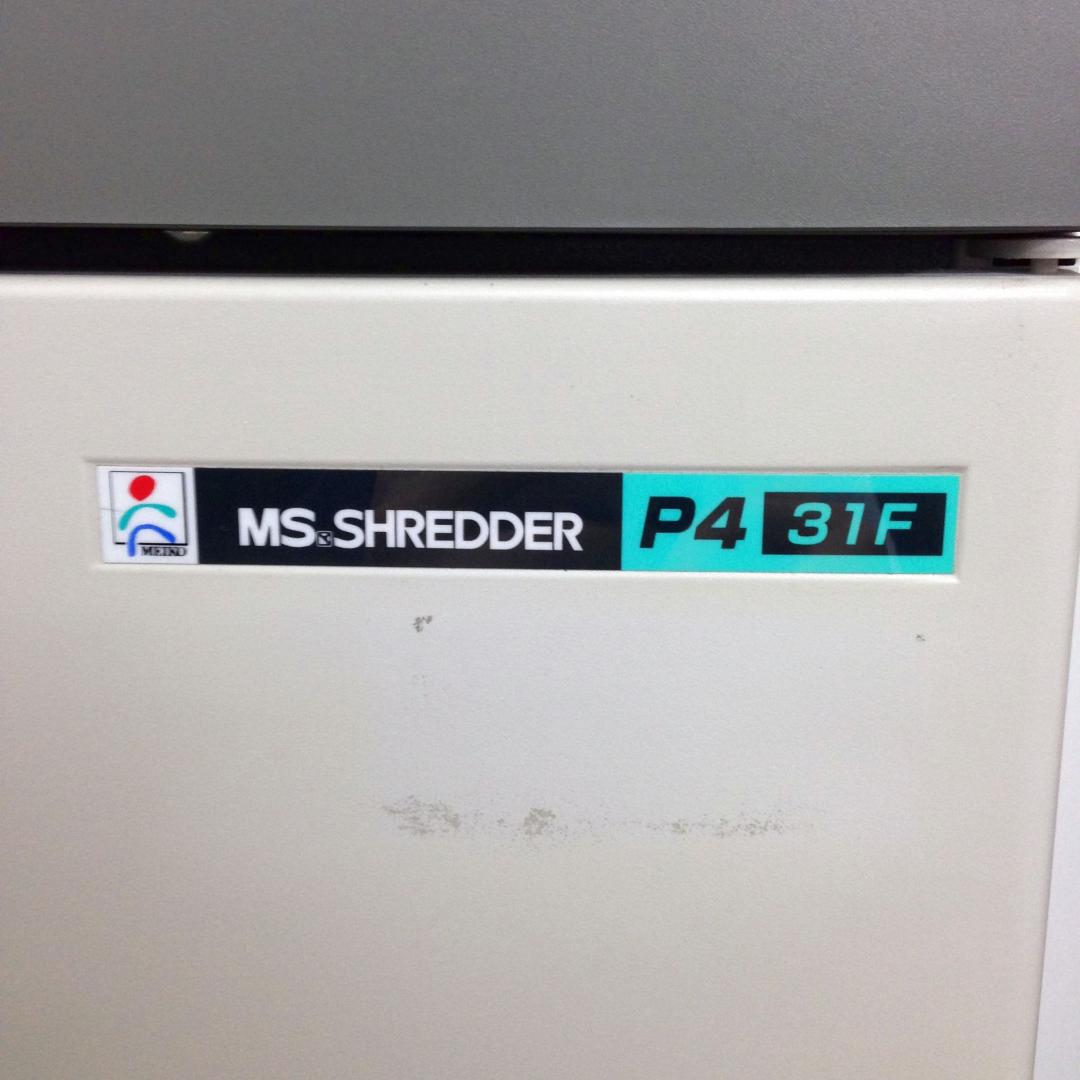 MEIKO MS SHREDDER P4 31F